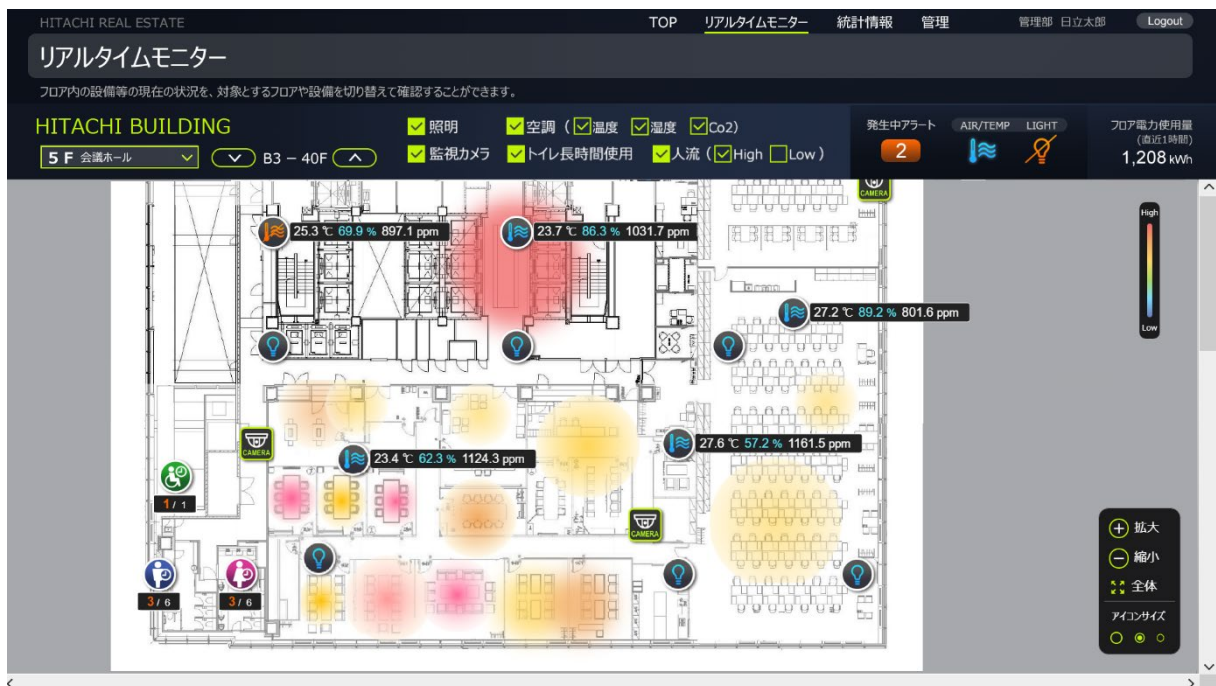 HITACHI REAL ESTATE
TOP リアルタイムモニター 統計情報 管理 管理部 日立太郎 Logout
リアルタイムモニター
フロア内の設備等の現在の状況を、対象とするフロアや設備を切り替えて確認することができます。
HITACHI BUILDING
5 F 会議ホール B3 – 40F
照明 空調 ( 温度 湿度 Co2)
監視カメラ トイレ長時間使用 人流 ( High Low )
発生中アラート AIR/TEMP LIGHT
2
フロア電力使用量
(直近1時間)
1,208 kWh
CAMERA
High
25.3 ℃ 69.9 % 897.1 ppm
23.7 ℃ 86.3 % 1031.7 ppm
27.2 ℃ 89.2 % 801.6 ppm
Low
27.6 ℃ 57.2 % 1161.5 ppm
CAMERA
23.4 ℃ 62.3 % 1124.3 ppm
1 / 1
CAMERA
拡大
縮小
全体
3 / 6
3 / 6
アイコンサイズ